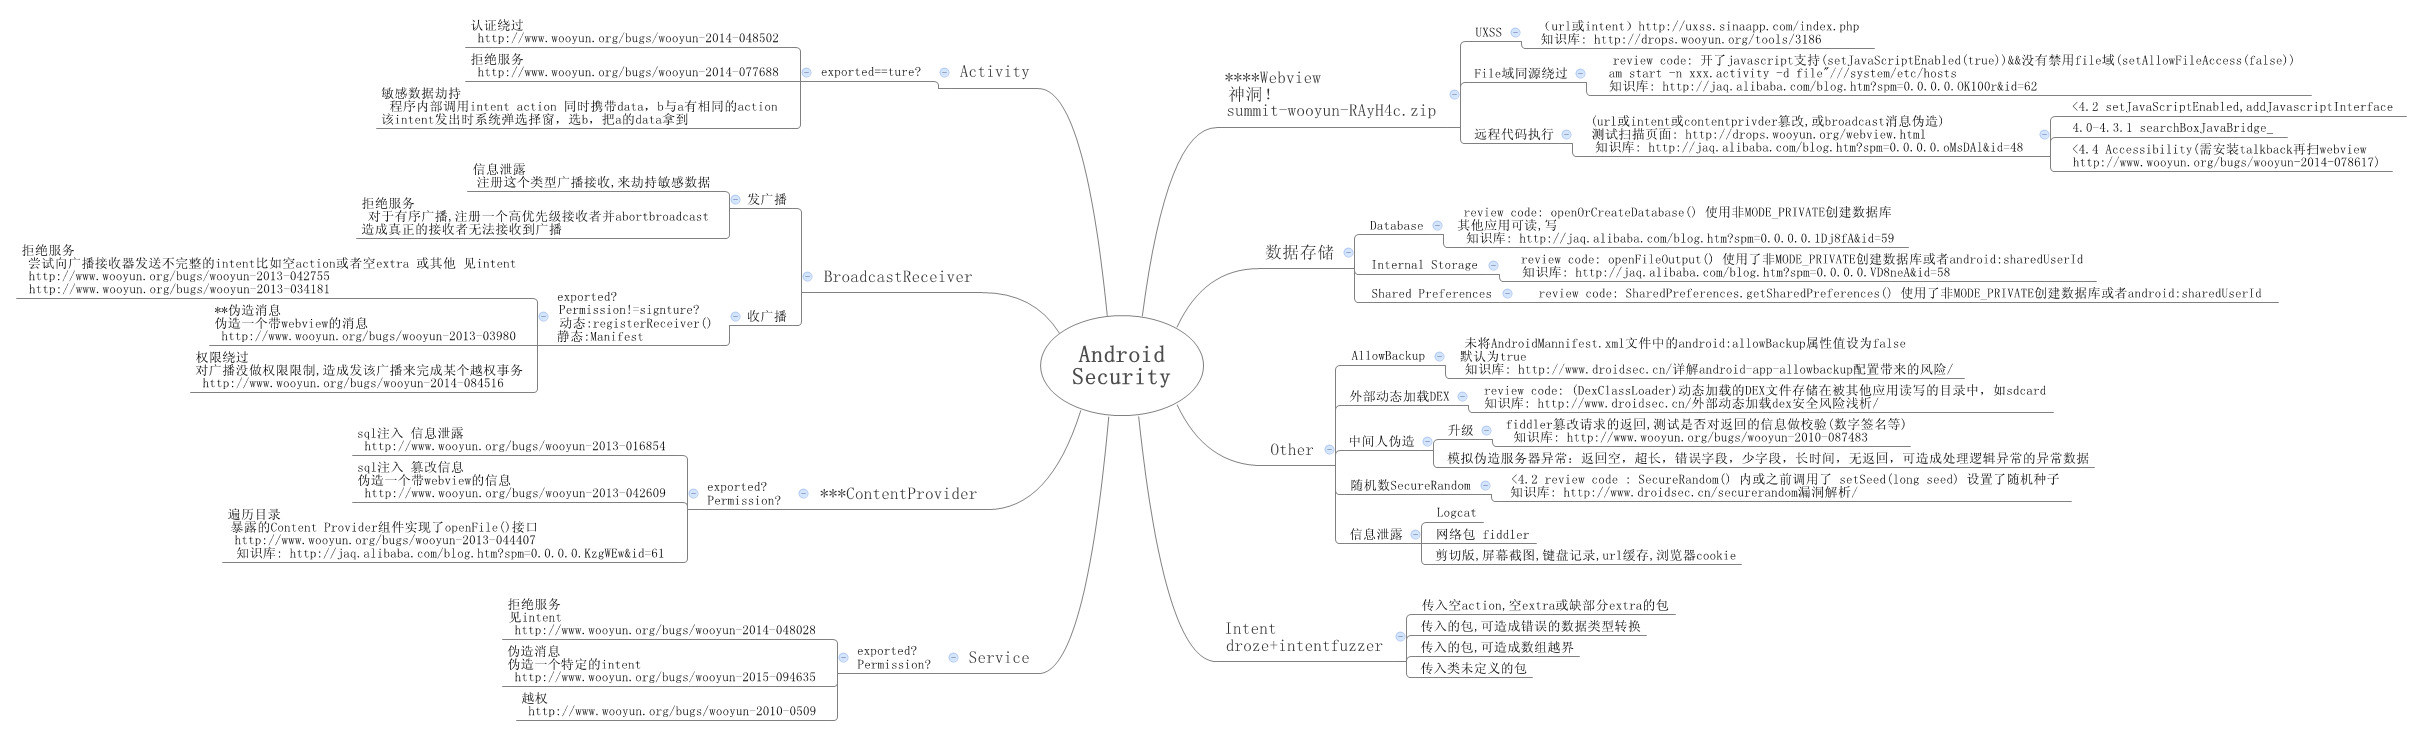 Android
Security
Activity
exported==ture?
认证绕过
http://www.wooyun.org/bugs/wooyun-2014-048502
拒绝服务
http://www.wooyun.org/bugs/wooyun-2014-077688
敏感数据劫持
程序内部调用intent action 同时携带data，b与a有相同的action
该intent发出时系统弹选择窗，选b，把a的data拿到
BroadcastReceiver
发广播
信息泄露
注册这个类型广播接收,来劫持敏感数据
拒绝服务
对于有序广播,注册一个高优先级接收者并abortbroadcast
造成真正的接收者无法接收到广播
收广播
exported?
Permission!=signture?
动态:registerReceiver()
静态:Manifest
拒绝服务
尝试向广播接收器发送不完整的intent比如空action或者空extra 或其他 见intent
http://www.wooyun.org/bugs/wooyun-2013-042755
http://www.wooyun.org/bugs/wooyun-2013-034181
**伪造消息
伪造一个带webview的消息
http://www.wooyun.org/bugs/wooyun-2013-03980
权限绕过
对广播没做权限限制,造成发该广播来完成某个越权事务
http://www.wooyun.org/bugs/wooyun-2014-084516
***ContentProvider
exported?
Permission?
sql注入 信息泄露
http://www.wooyun.org/bugs/wooyun-2013-016854
sql注入 篡改信息
伪造一个带webview的信息
http://www.wooyun.org/bugs/wooyun-2013-042609
遍历目录
暴露的Content Provider组件实现了openFile()接口
http://www.wooyun.org/bugs/wooyun-2013-044407
知识库: http://jaq.alibaba.com/blog.htm?spm=0.0.0.0.KzgWEw&id=61
Service
exported?
Permission?
拒绝服务
见intent
http://www.wooyun.org/bugs/wooyun-2014-048028
伪造消息
伪造一个特定的intent
http://www.wooyun.org/bugs/wooyun-2015-094635
越权
http://www.wooyun.org/bugs/wooyun-2010-0509
****Webview
神洞！
summit-wooyun-RAyH4c.zip
UXSS
（url或intent）http://uxss.sinaapp.com/index.php
知识库: http://drops.wooyun.org/tools/3186
File域同源绕过
review code: 开了javascript支持(setJavaScriptEnabled(true))&&没有禁用file域(setAllowFileAccess(false))
am start -n xxx.activity -d file"///system/etc/hosts
知识库: http://jaq.alibaba.com/blog.htm?spm=0.0.0.0.OK100r&id=62
远程代码执行
(url或intent或contentprivder篡改,或broadcast消息伪造)
测试扫描页面: http://drops.wooyun.org/webview.html
知识库: http://jaq.alibaba.com/blog.htm?spm=0.0.0.0.oMsDAl&id=48
<4.2 setJavaScriptEnabled,addJavascriptInterface
4.0-4.3.1 searchBoxJavaBridge_
<4.4 Accessibility(需安装talkback再扫webview
http://www.wooyun.org/bugs/wooyun-2014-078617)
数据存储
Database
review code: openOrCreateDatabase() 使用非MODE_PRIVATE创建数据库
其他应用可读,写
知识库: http://jaq.alibaba.com/blog.htm?spm=0.0.0.0.lDj8fA&id=59
Internal Storage
review code: openFileOutput() 使用了非MODE_PRIVATE创建数据库或者android:sharedUserId
知识库: http://jaq.alibaba.com/blog.htm?spm=0.0.0.0.VD8neA&id=58
Shared Preferences
review code: SharedPreferences.getSharedPreferences() 使用了非MODE_PRIVATE创建数据库或者android:sharedUserId
Other
AllowBackup
未将AndroidMannifest.xml文件中的android:allowBackup属性值设为false
默认为true
知识库: http://www.droidsec.cn/详解android-app-allowbackup配置带来的风险/
外部动态加载DEX
review code: (DexClassLoader)动态加载的DEX文件存储在被其他应用读写的目录中，如sdcard
知识库: http://www.droidsec.cn/外部动态加载dex安全风险浅析/
中间人伪造
升级
fiddler篡改请求的返回,测试是否对返回的信息做校验(数字签名等)
知识库: http://www.wooyun.org/bugs/wooyun-2010-087483
模拟伪造服务器异常：返回空，超长，错误字段，少字段，长时间，无返回，可造成处理逻辑异常的异常数据
随机数SecureRandom
<4.2 review code : SecureRandom() 内或之前调用了 setSeed(long seed) 设置了随机种子
知识库: http://www.droidsec.cn/securerandom漏洞解析/
信息泄露
Logcat
网络包 fiddler
剪切版,屏幕截图,键盘记录,url缓存,浏览器cookie
Intent
droze+intentfuzzer
传入空action,空extra或缺部分extra的包
传入的包,可造成错误的数据类型转换
传入的包,可造成数组越界
传入类未定义的包